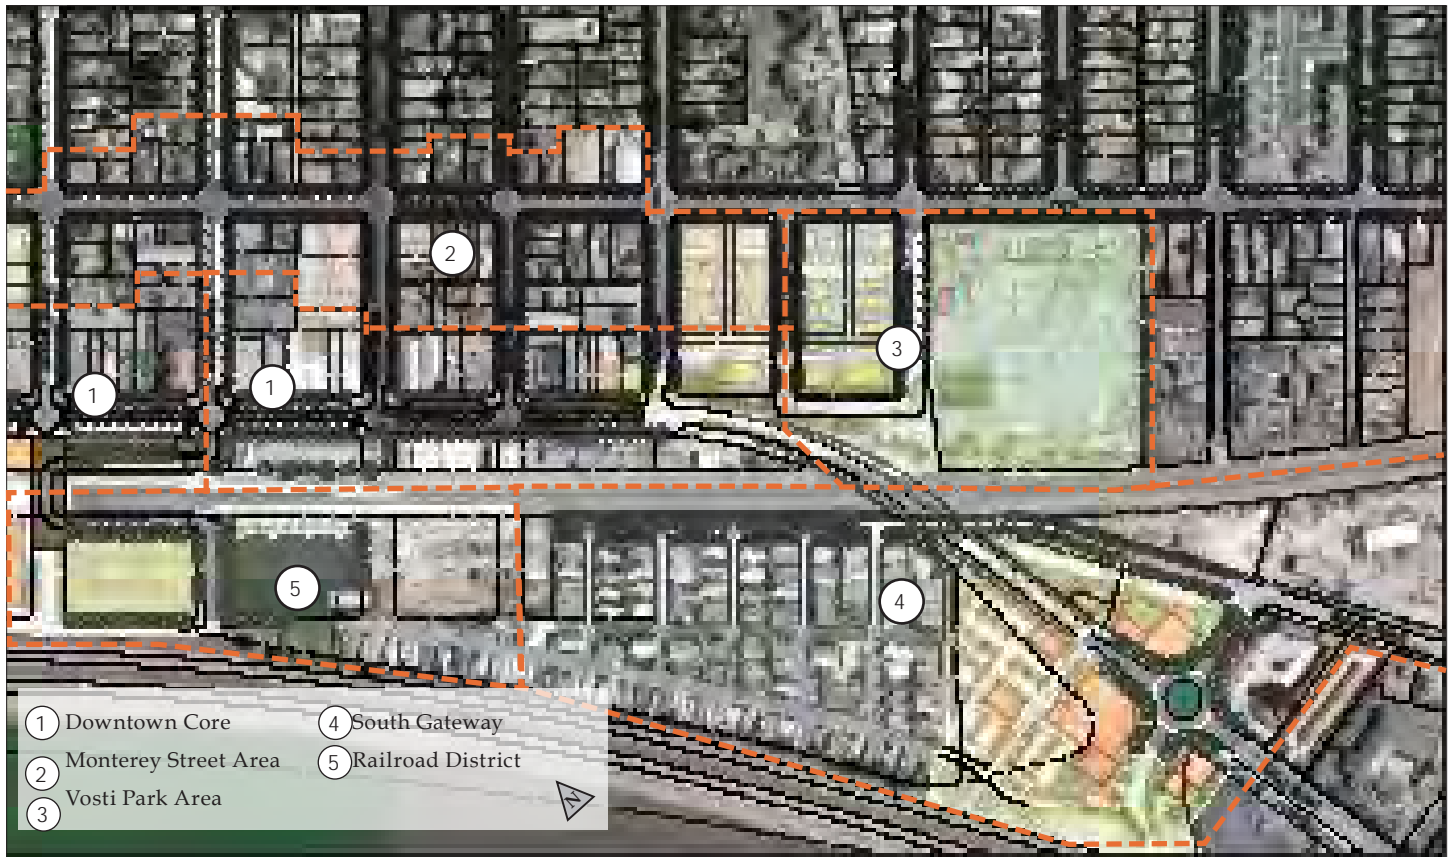 2
3
1
1
5
4
1 Downtown Core
2 Monterey Street Area
3 Vosti Park Area
4 South Gateway
5 Railroad District
N